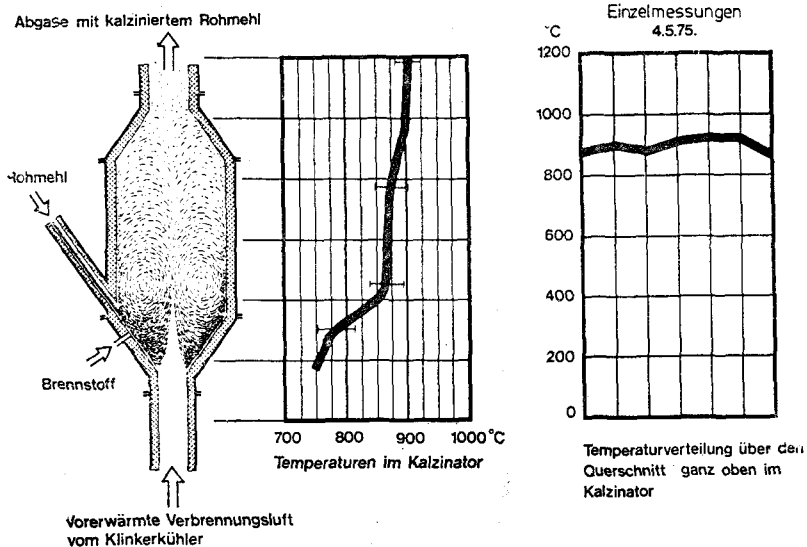 Abgase mit kalziniertem Rohmehl
Rohmehl
Brennstoff
Vorerwärmte Verbrennungsluft
vom Klinkerkühler
700 800 900 1000°C
Temperaturen im Kalzinator
Einzelmessungen
4.5.75.
°C
1200
1000
800
600
400
200
0
Temperaturverteilung über den
Querschnitt ganz oben im
Kalzinator